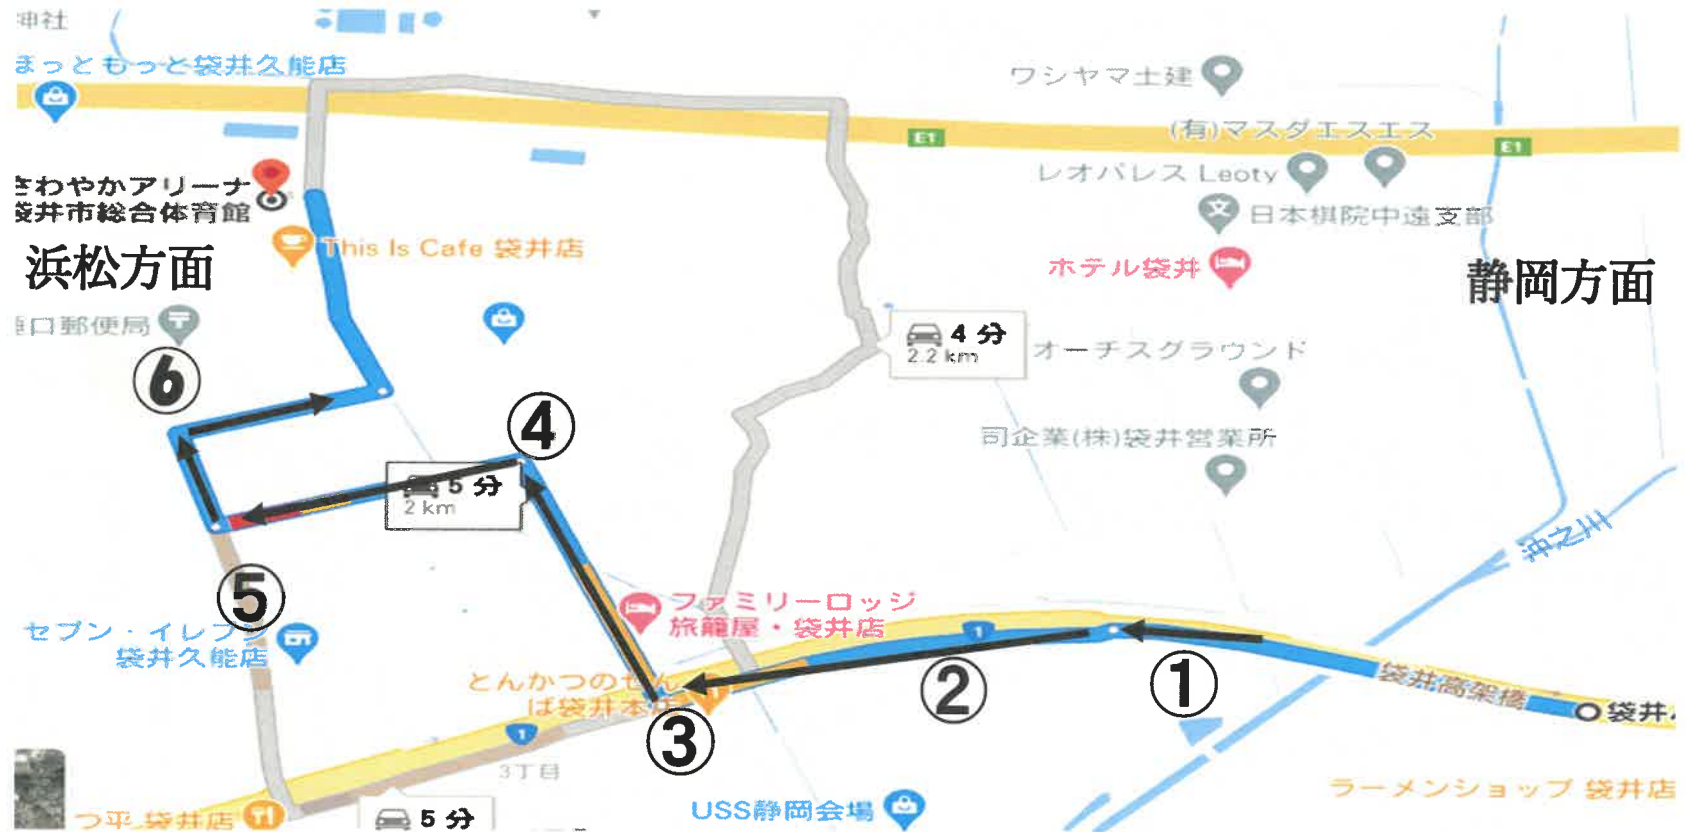 神社
ほっともっと袋井久能店
ワシヤマ土建
E1
(有)マスダエスエス
E1
さわやかアリーナ
袋井市総合体育館
レオパレス Leoty
日本棋院中遠支部
This Is Cafe 袋井店
浜松方面
ホテル袋井
静岡方面
口郵便局
4 分
2.2 km
オーチスグラウンド
⑥
④
司企業(株)袋井営業所
5 分
2 km
沖之川
⑤
ファミリーロッジ
旅籠屋・袋井店
セブン‐イレブン
袋井久能店
1
①
②
とんかつのせん
ば袋井本店
袋井高架橋
袋井
③
1
3丁目
ラーメンショップ 袋井店
つ平 袋井店
5 分
USS静岡会場